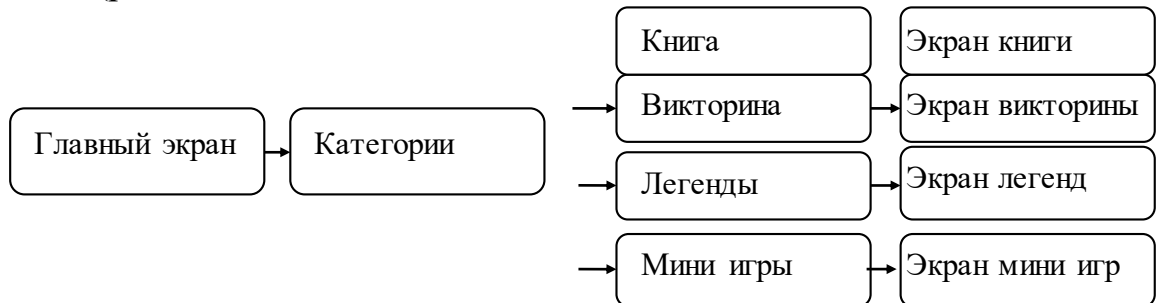 Книга
Экран книги
Викторина
Экран викторины
Главный экран
Категории
Легенды
Экран легенд
Мини игры
Экран мини игр